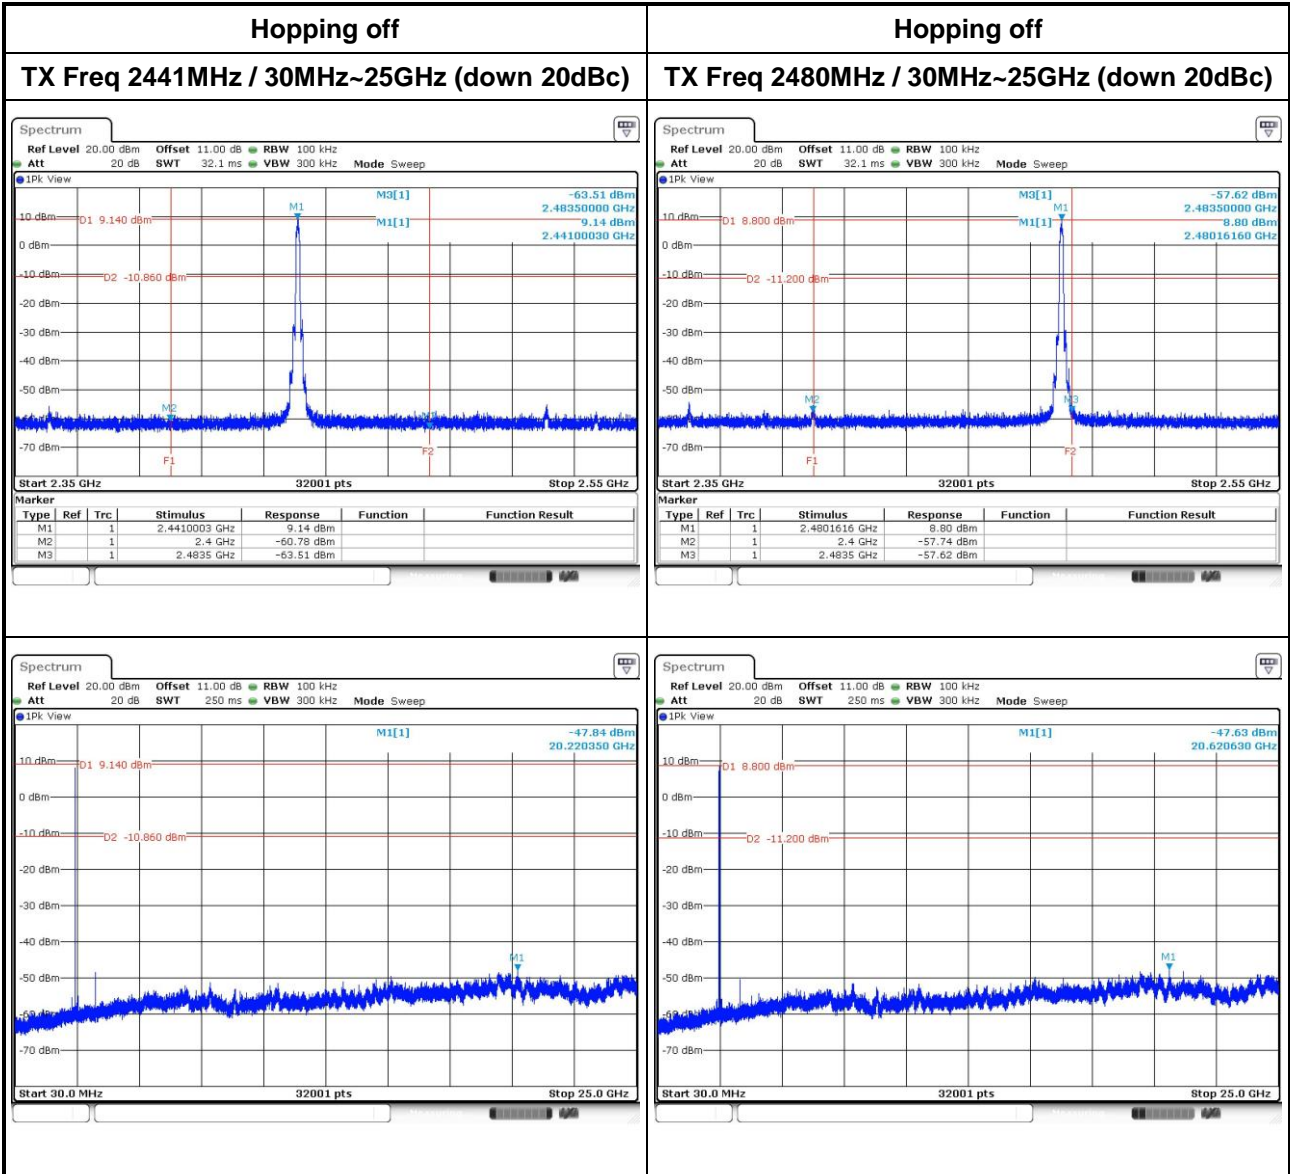 Hopping off
Hopping off
TX Freq 2441MHz / 30MHz~25GHz (down 20dBc)
TX Freq 2480MHz / 30MHz~25GHz (down 20dBc)
Spectrum
Ref Level 20.00 dBm Offset 11.00 dB RBW 100 kHz
Att 20 dB SWT 32.1 ms VBW 300 kHz Mode Sweep
1Pk View
M3[1] -63.51 dBm
2.48350000 GHz
M1[1] 9.14 dBm
2.44100030 GHz
M1
10 dBm
D1 9.140 dBm
0 dBm
-10 dBm
D2 -10.860 dBm
-20 dBm
-30 dBm
-40 dBm
-50 dBm
M2
-70 dBm
F1
F2
Start 2.35 GHz 32001 pts Stop 2.55 GHz
Marker
Type Ref Trc Stimulus Response Function Function Result
M1 1 2.4410003 GHz 9.14 dBm
M2 1 2.4 GHz -60.78 dBm
M3 1 2.4835 GHz -63.51 dBm
Spectrum
Ref Level 20.00 dBm Offset 11.00 dB RBW 100 kHz
Att 20 dB SWT 32.1 ms VBW 300 kHz Mode Sweep
1Pk View
M3[1] -57.62 dBm
2.48350000 GHz
M1[1] 8.80 dBm
2.48016160 GHz
M1
10 dBm
D1 8.800 dBm
0 dBm
-10 dBm
D2 -11.200 dBm
-20 dBm
-30 dBm
-40 dBm
-50 dBm
M2
M3
-70 dBm
F1
F2
Start 2.35 GHz 32001 pts Stop 2.55 GHz
Marker
Type Ref Trc Stimulus Response Function Function Result
M1 1 2.4801616 GHz 8.80 dBm
M2 1 2.4 GHz -57.74 dBm
M3 1 2.4835 GHz -57.62 dBm
Spectrum
Ref Level 20.00 dBm Offset 11.00 dB RBW 100 kHz
Att 20 dB SWT 250 ms VBW 300 kHz Mode Sweep
1Pk View
M1[1] -47.84 dBm
20.220350 GHz
10 dBm
D1 9.140 dBm
0 dBm
-10 dBm
D2 -10.860 dBm
-20 dBm
-30 dBm
-40 dBm
M1
-50 dBm
-70 dBm
Start 30.0 MHz 32001 pts Stop 25.0 GHz
Spectrum
Ref Level 20.00 dBm Offset 11.00 dB RBW 100 kHz
Att 20 dB SWT 250 ms VBW 300 kHz Mode Sweep
1Pk View
M1[1] -47.63 dBm
20.620630 GHz
10 dBm
D1 8.800 dBm
0 dBm
-10 dBm
D2 -11.200 dBm
-20 dBm
-30 dBm
-40 dBm
M1
-50 dBm
-70 dBm
Start 30.0 MHz 32001 pts Stop 25.0 GHz